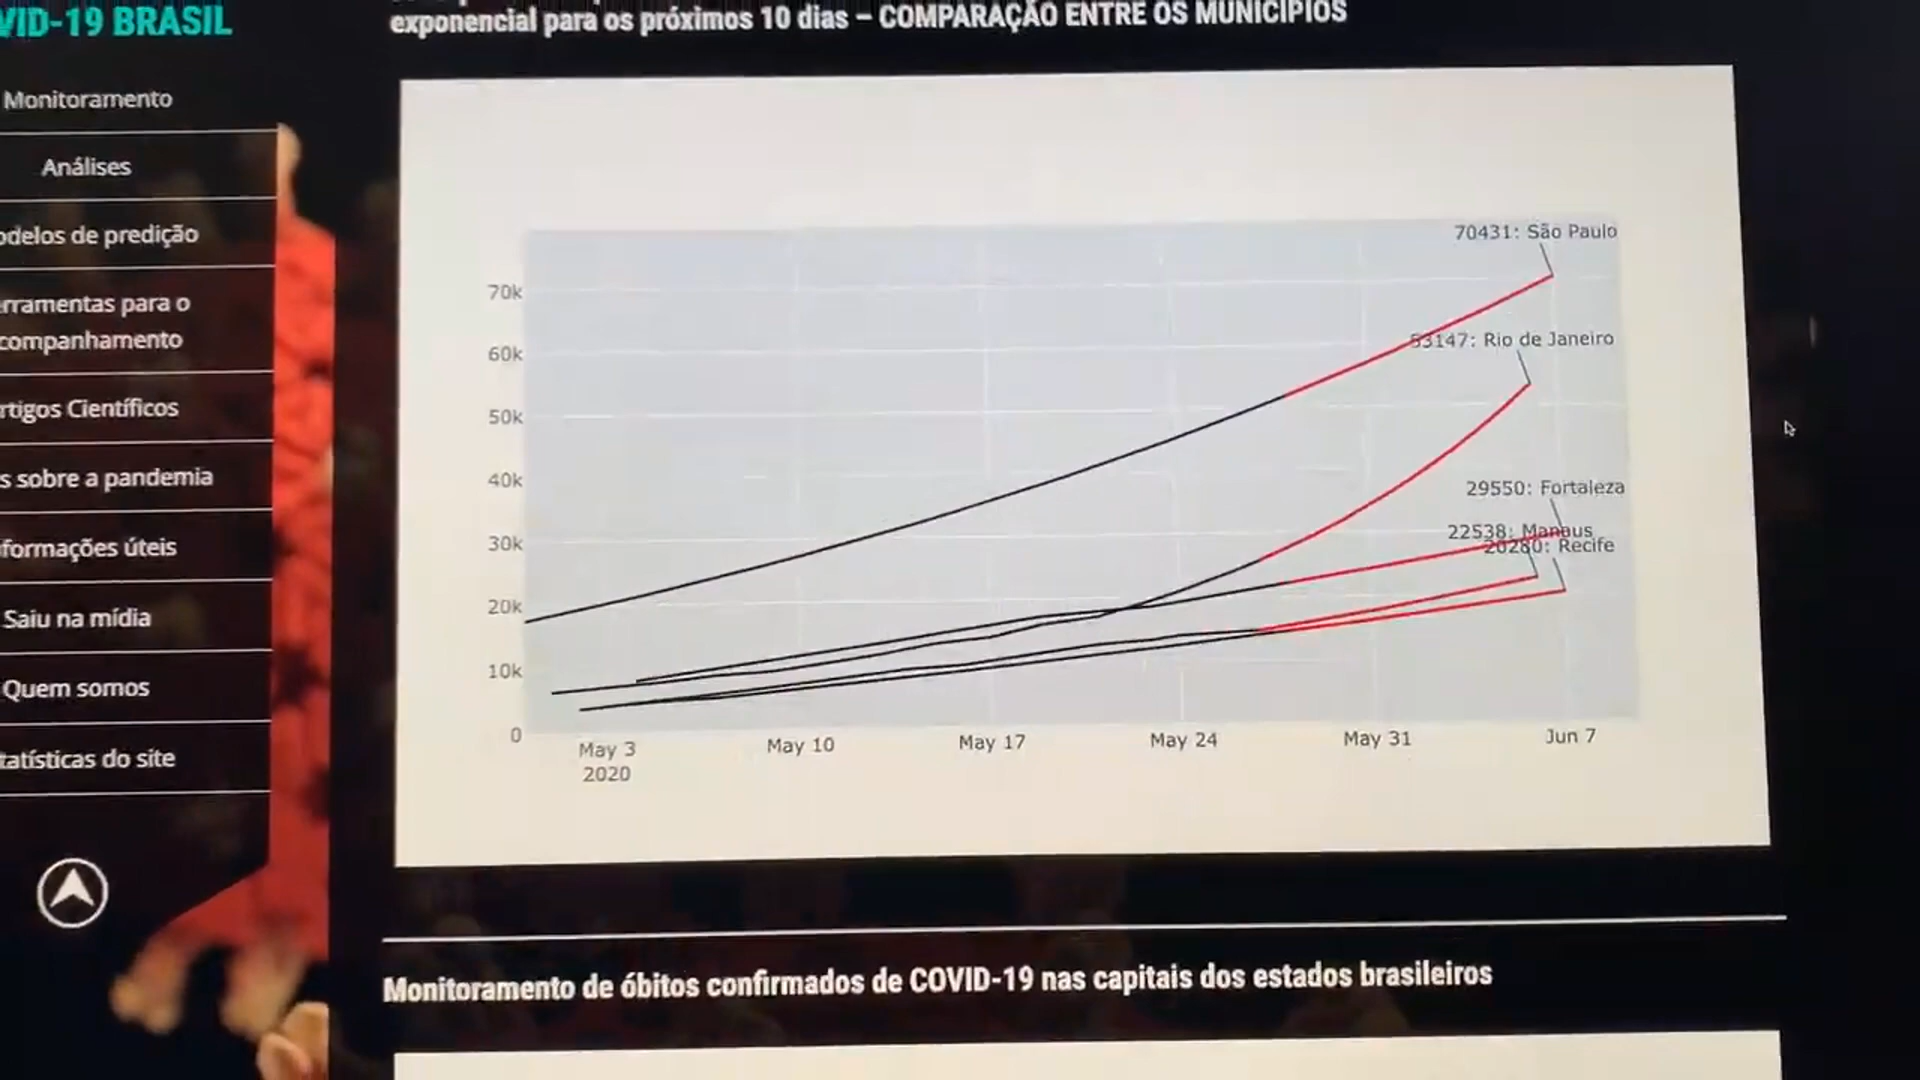 VID-19 BRASIL
exponencial para os próximos 10 dias – COMPARAÇÃO ENTRE OS MUNICÍPIOS
Monitoramento
Análises
odelos de predição
erramentas para o
companhamento
rtigos Científicos
s sobre a pandemia
nformações úteis
Saiu na mídia
Quem somos
tatísticas do site
70431: São Paulo
53147: Rio de Janeiro
29550: Fortaleza
22538: Manaus
20280: Recife
70k
60k
50k
40k
30k
20k
10k
0
May 3
2020
May 10
May 17
May 24
May 31
Jun 7
Monitoramento de óbitos confirmados de COVID-19 nas capitais dos estados brasileiros